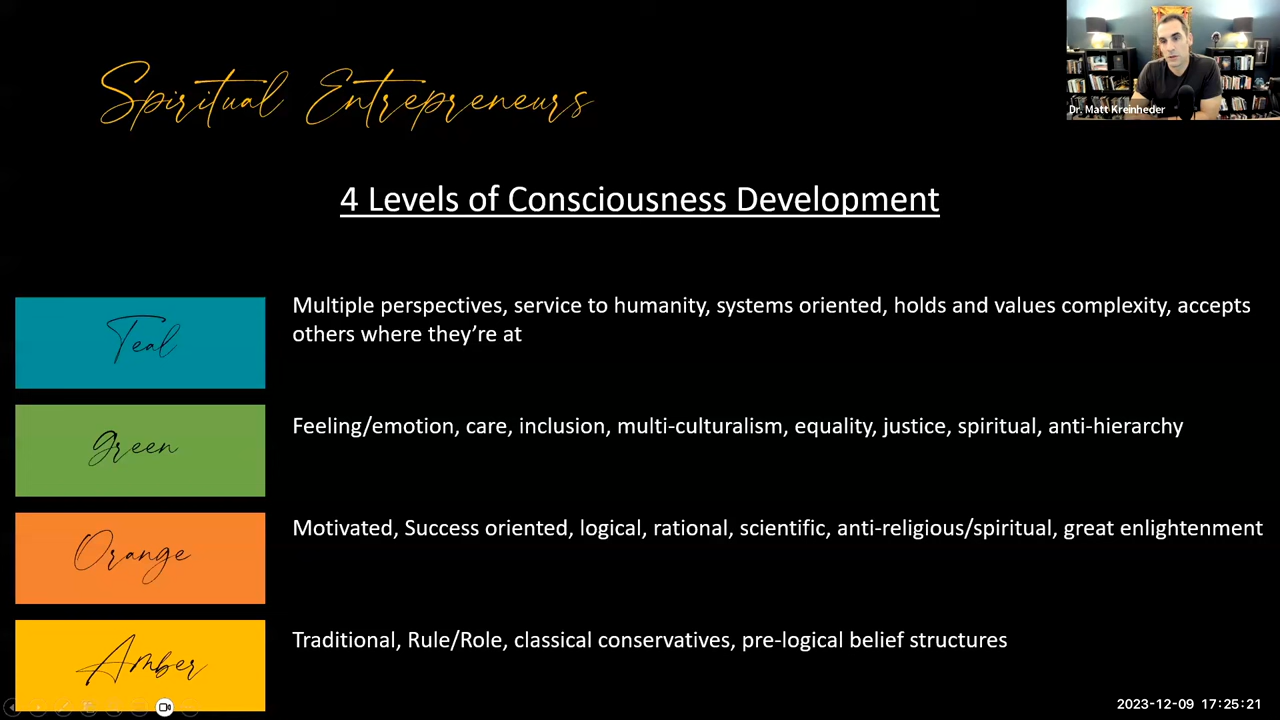 Spiritual Entrepreneurs
Dr. Matt Kreinheder
4 Levels of Consciousness Development
Teal
Multiple perspectives, service to humanity, systems oriented, holds and values complexity, accepts
others where they’re at
Green
Feeling/emotion, care, inclusion, multi-culturalism, equality, justice, spiritual, anti-hierarchy
Orange
Motivated, Success oriented, logical, rational, scientific, anti-religious/spiritual, great enlightenment
Amber
Traditional, Rule/Role, classical conservatives, pre-logical belief structures
2023-12-09 17:25:21